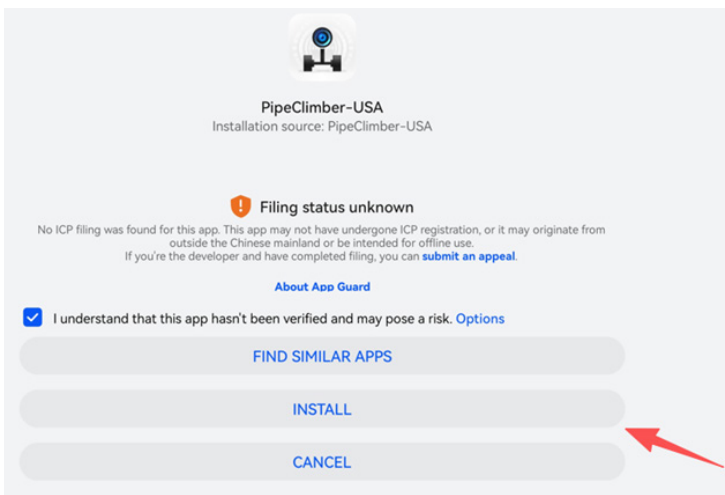 PipeClimber-USA
Installation source: PipeClimber-USA
Filing status unknown
No ICP filing was found for this app. This app may not have undergone ICP registration, or it may originate from
outside the Chinese mainland or be intended for offline use.
If you're the developer and have completed filing, you can submit an appeal.
About App Guard
I understand that this app hasn't been verified and may pose a risk. Options
FIND SIMILAR APPS
INSTALL
CANCEL